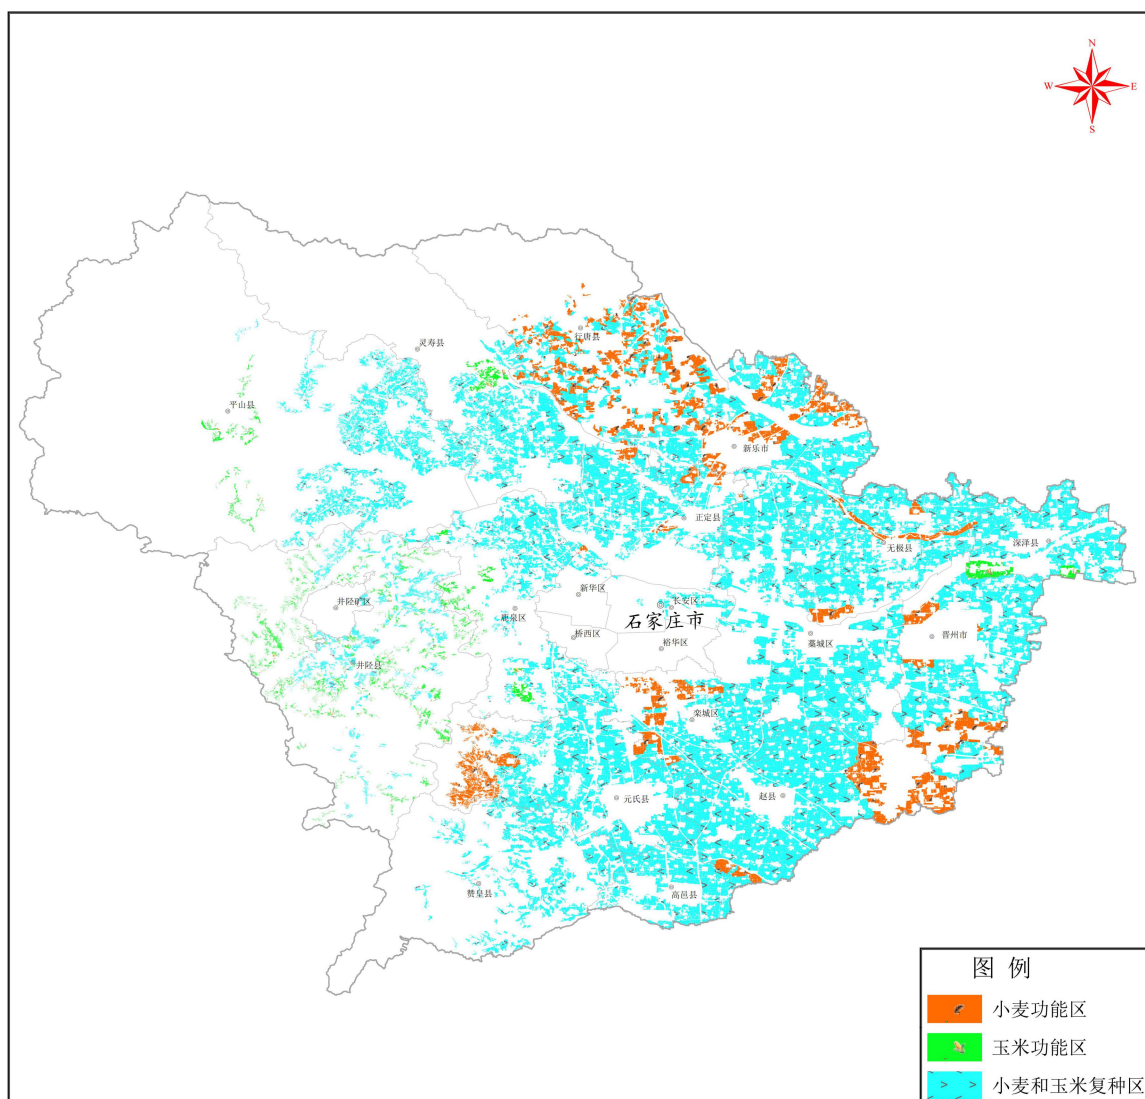 N
W E
S
行唐县
灵寿县
平山县
新乐市
正定县
无极县
深泽县
新华区
井陉矿区
长安区
鹿泉区
石家庄市
桥西区
藁城区
晋州市
裕华区
井陉县
栾城区
元氏县
赵县
赞皇县
高邑县
图 例
小麦功能区
玉米功能区
小麦和玉米复种区